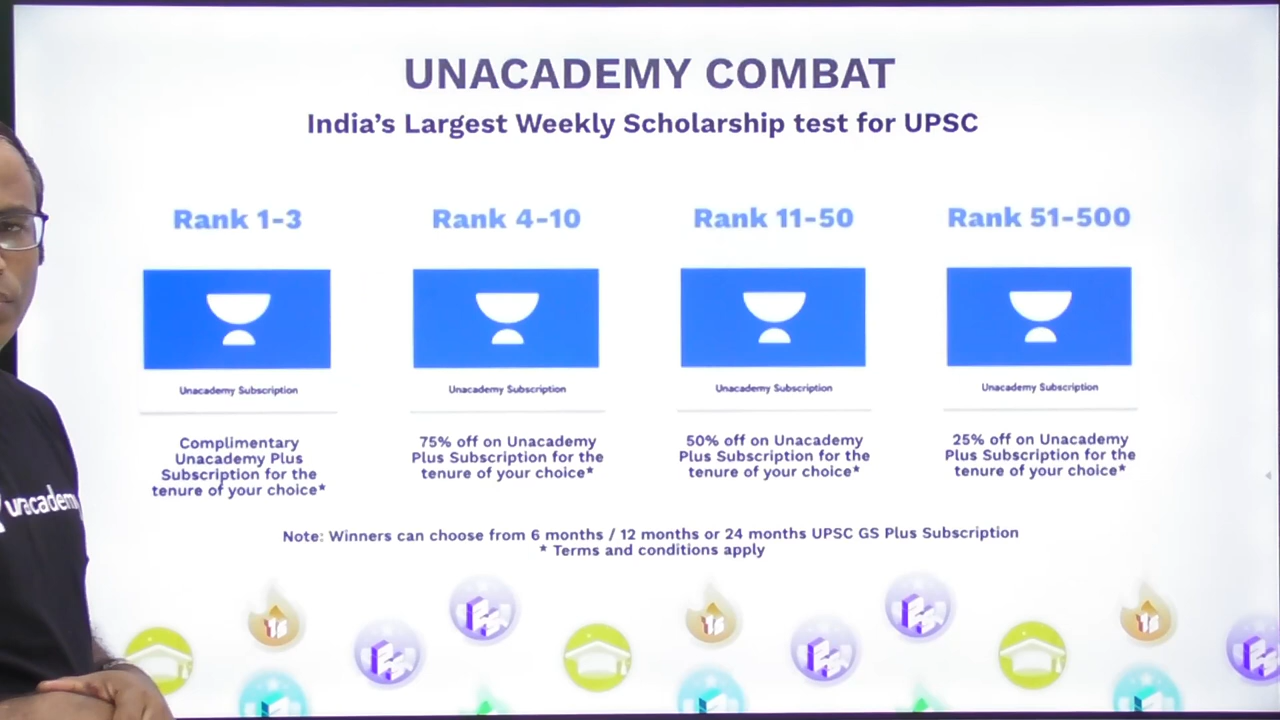 UNACADEMY COMBAT
India's Largest Weekly Scholarship test for UPSC
Rank 1-3
Rank 4-10
Rank 11-50
Rank 51-500
Unacademy Subscription
Unacademy Subscription
Unacademy Subscription
Unacademy Subscription
Complimentary
Unacademy Plus
Subscription for the
tenure of your choice*
75% off on Unacademy
Plus Subscription for the
tenure of your choice*
50% off on Unacademy
Plus Subscription for the
tenure of your choice*
25% off on Unacademy
Plus Subscription for the
tenure of your choice*
Note: Winners can choose from 6 months / 12 months or 24 months UPSC GS Plus Subscription
* Terms and conditions apply
unacademy